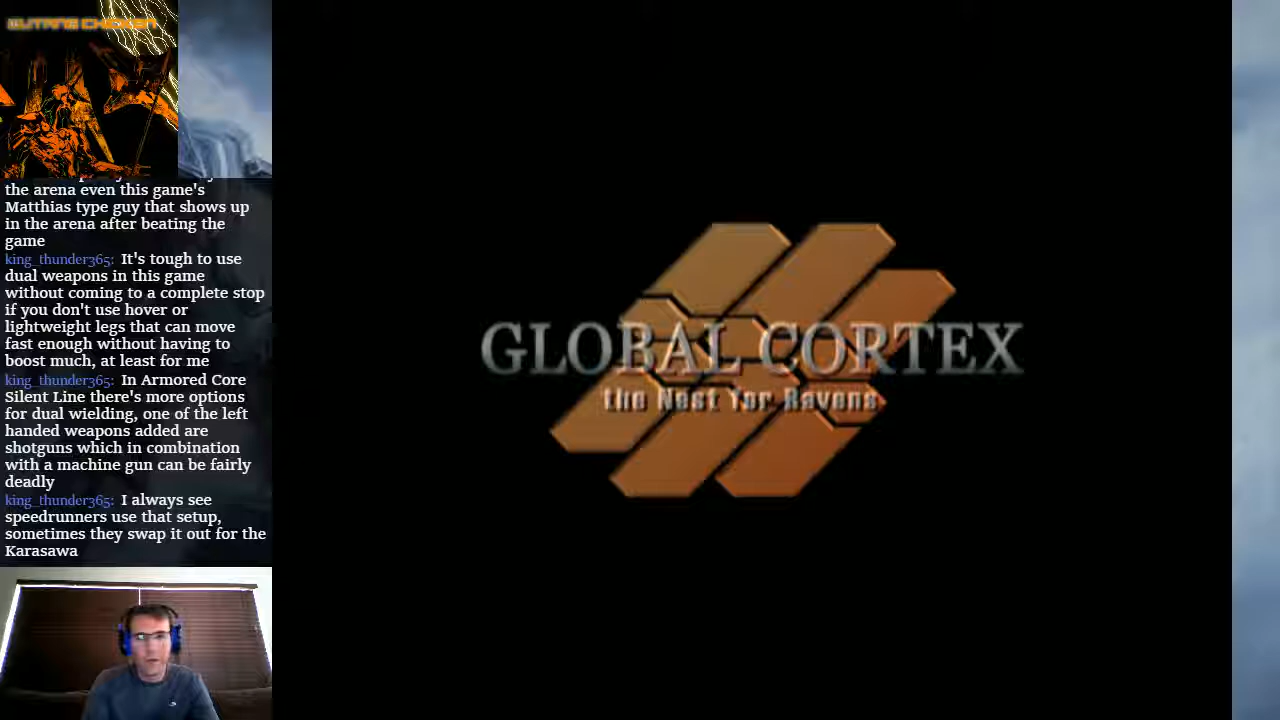 WUTANG CHICKEN
the arena even this game's
Matthias type guy that shows up
in the arena after beating the
game
king_thunder365: It's tough to use
dual weapons in this game
without coming to a complete stop
if you don't use hover or
lightweight legs that can move
fast enough without having to
boost much, at least for me
king_thunder365: In Armored Core
Silent Line there's more options
for dual wielding, one of the left
handed weapons added are
shotguns which in combination
with a machine gun can be fairly
deadly
king_thunder365: I always see
speedrunners use that setup,
sometimes they swap it out for the
Karasawa
GLOBAL CORTEX
the Nest For Ravens